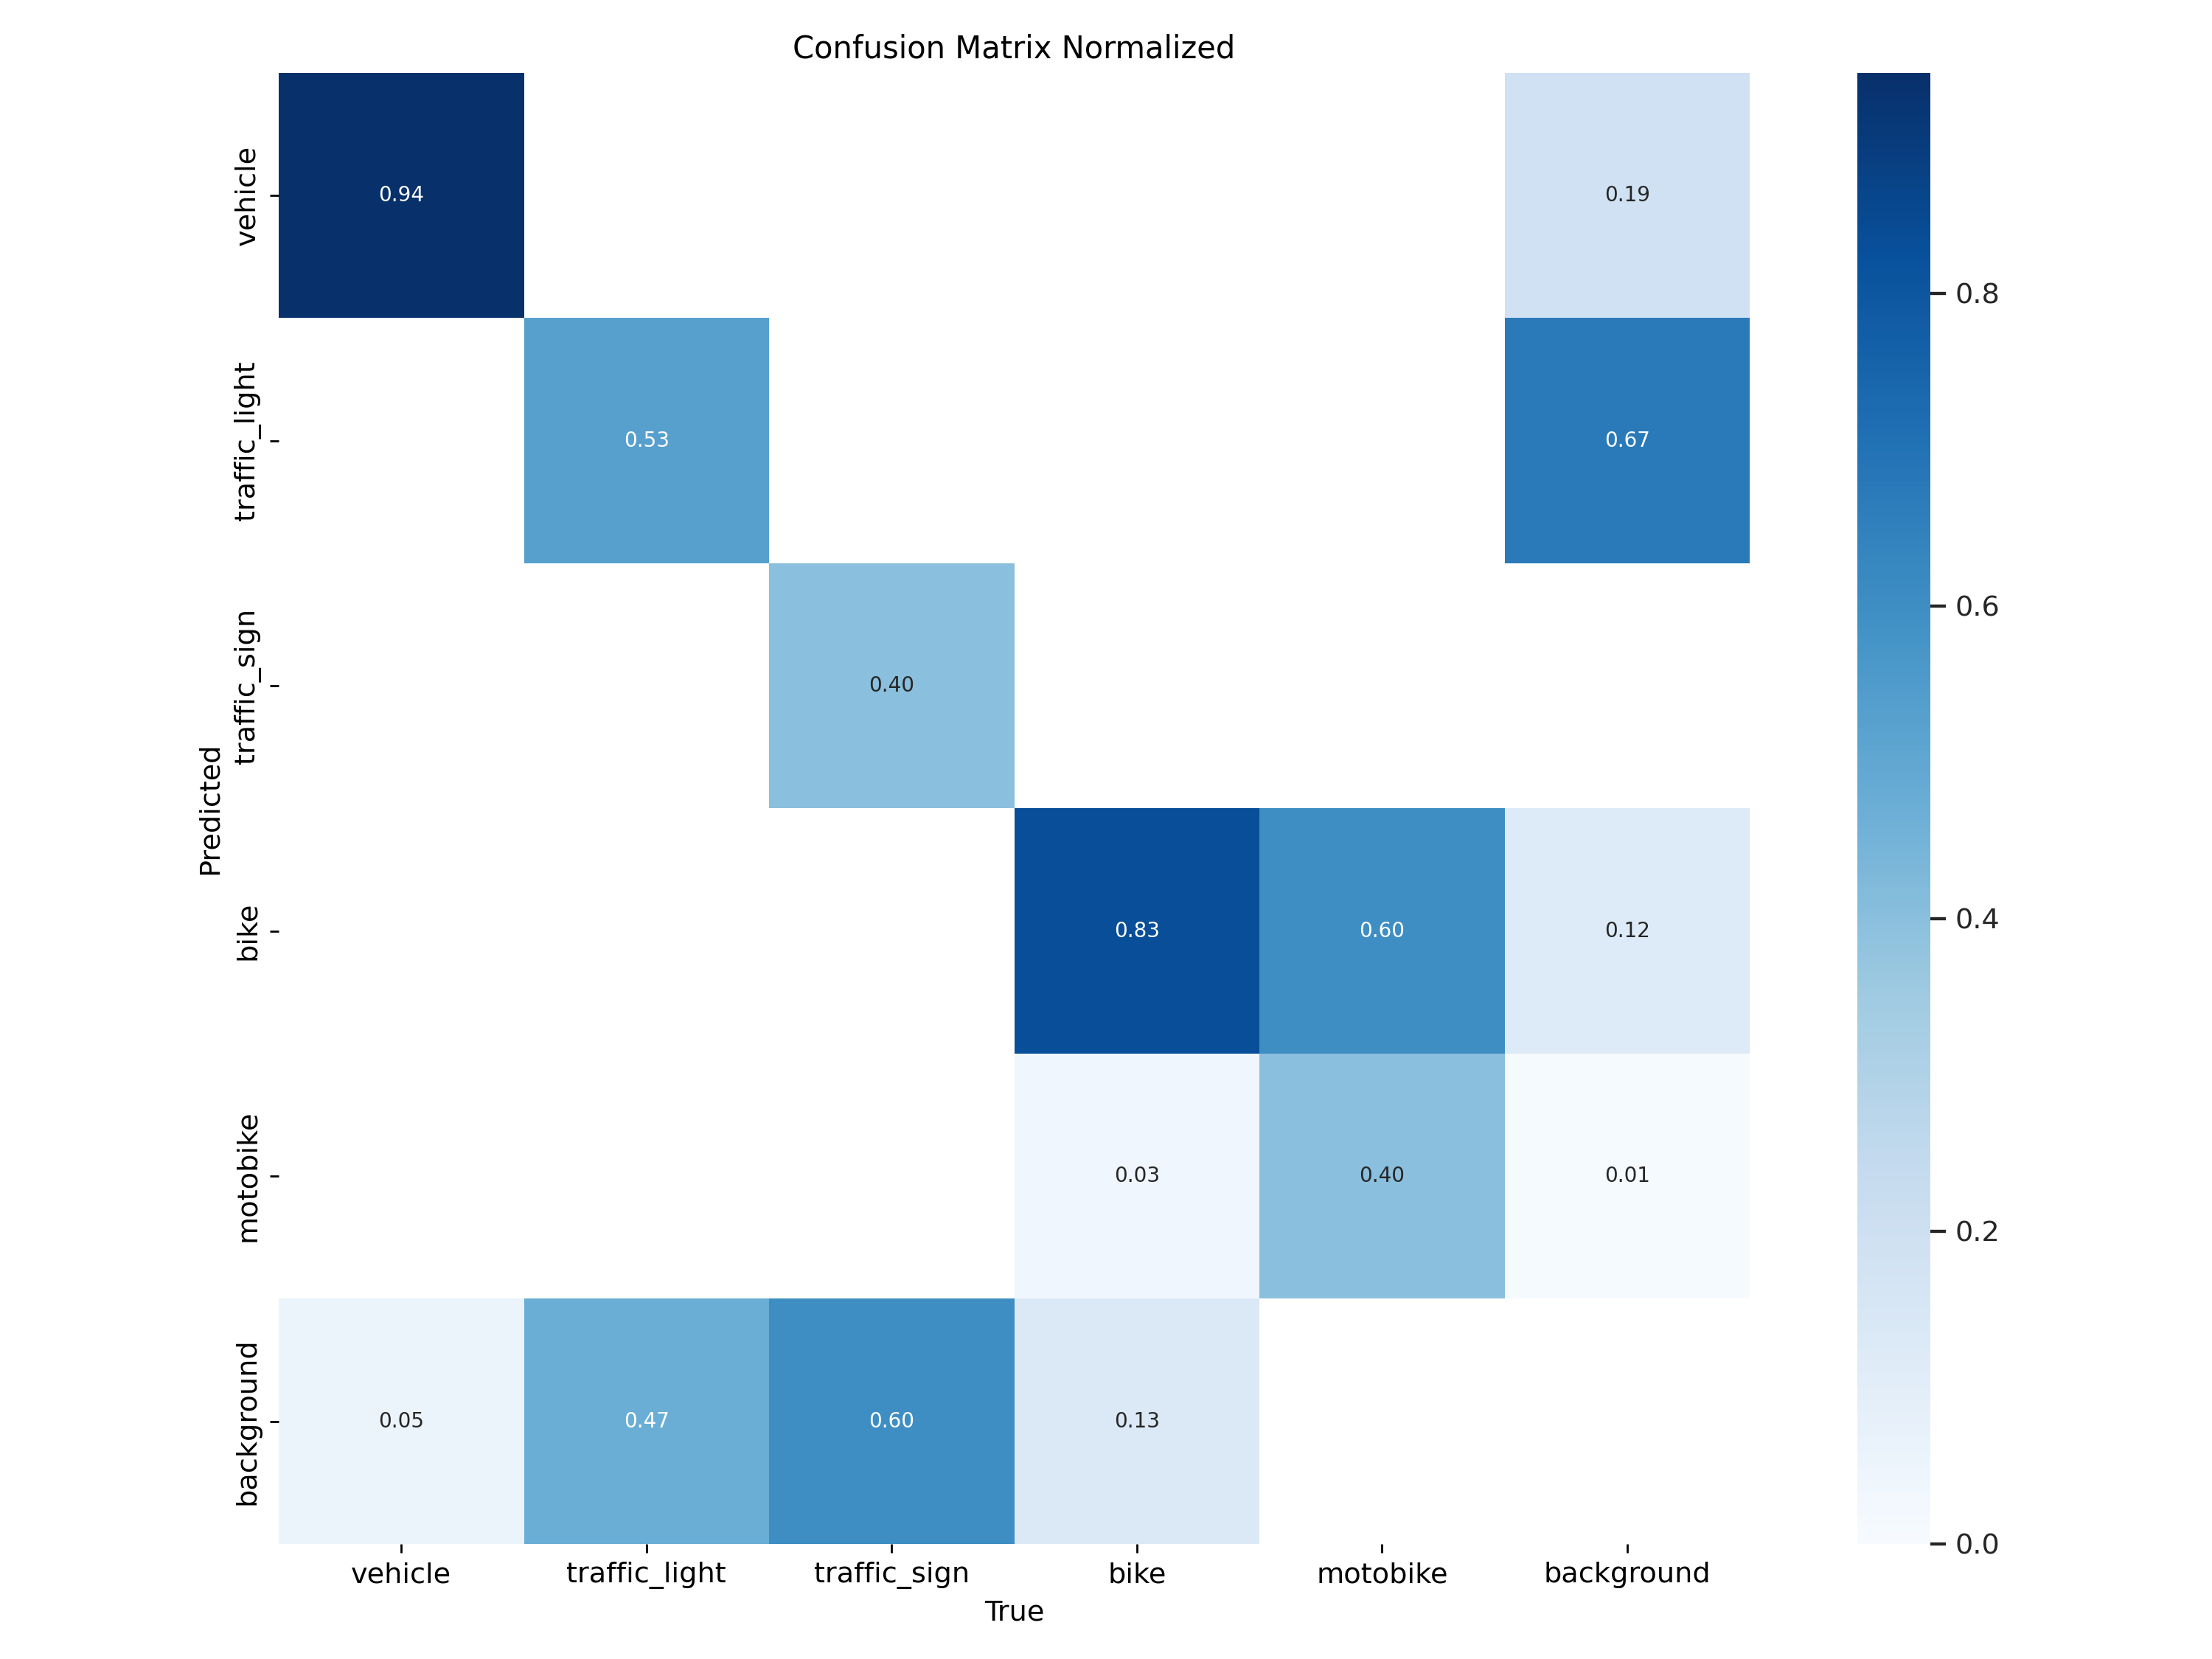 Confusion Matrix Normalized
vehicle
0.94
0.19
0.8
traffic_light
0.53
0.67
0.6
traffic_sign
0.40
Predicted
bike
0.83
0.60
0.12
0.4
motobike
0.03
0.40
0.01
0.2
background
0.05
0.47
0.60
0.13
0.0
vehicle
traffic_light
traffic_sign
bike
motobike
background
True